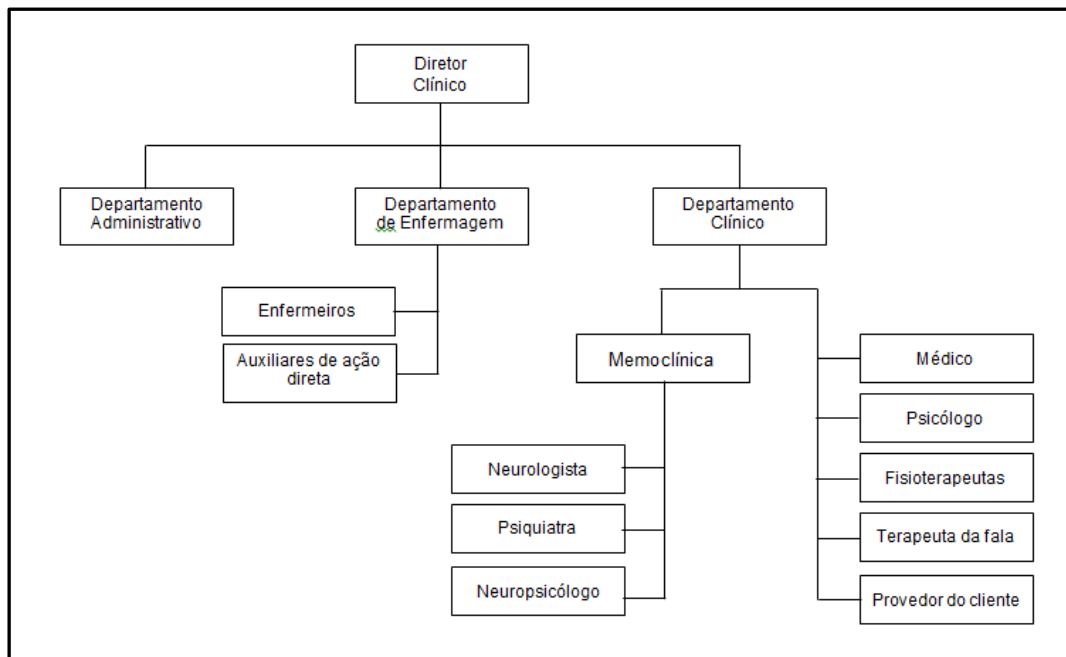 Diretor
Clínico
Departamento
Administrativo
Departamento
de Enfermagem
Departamento
Clínico
Enfermeiros
Auxiliares de ação
direta
Memoclínica
Médico
Psicólogo
Neurologista
Fisioterapeutas
Psiquiatra
Terapeuta da fala
Neuropsicólogo
Provedor do cliente